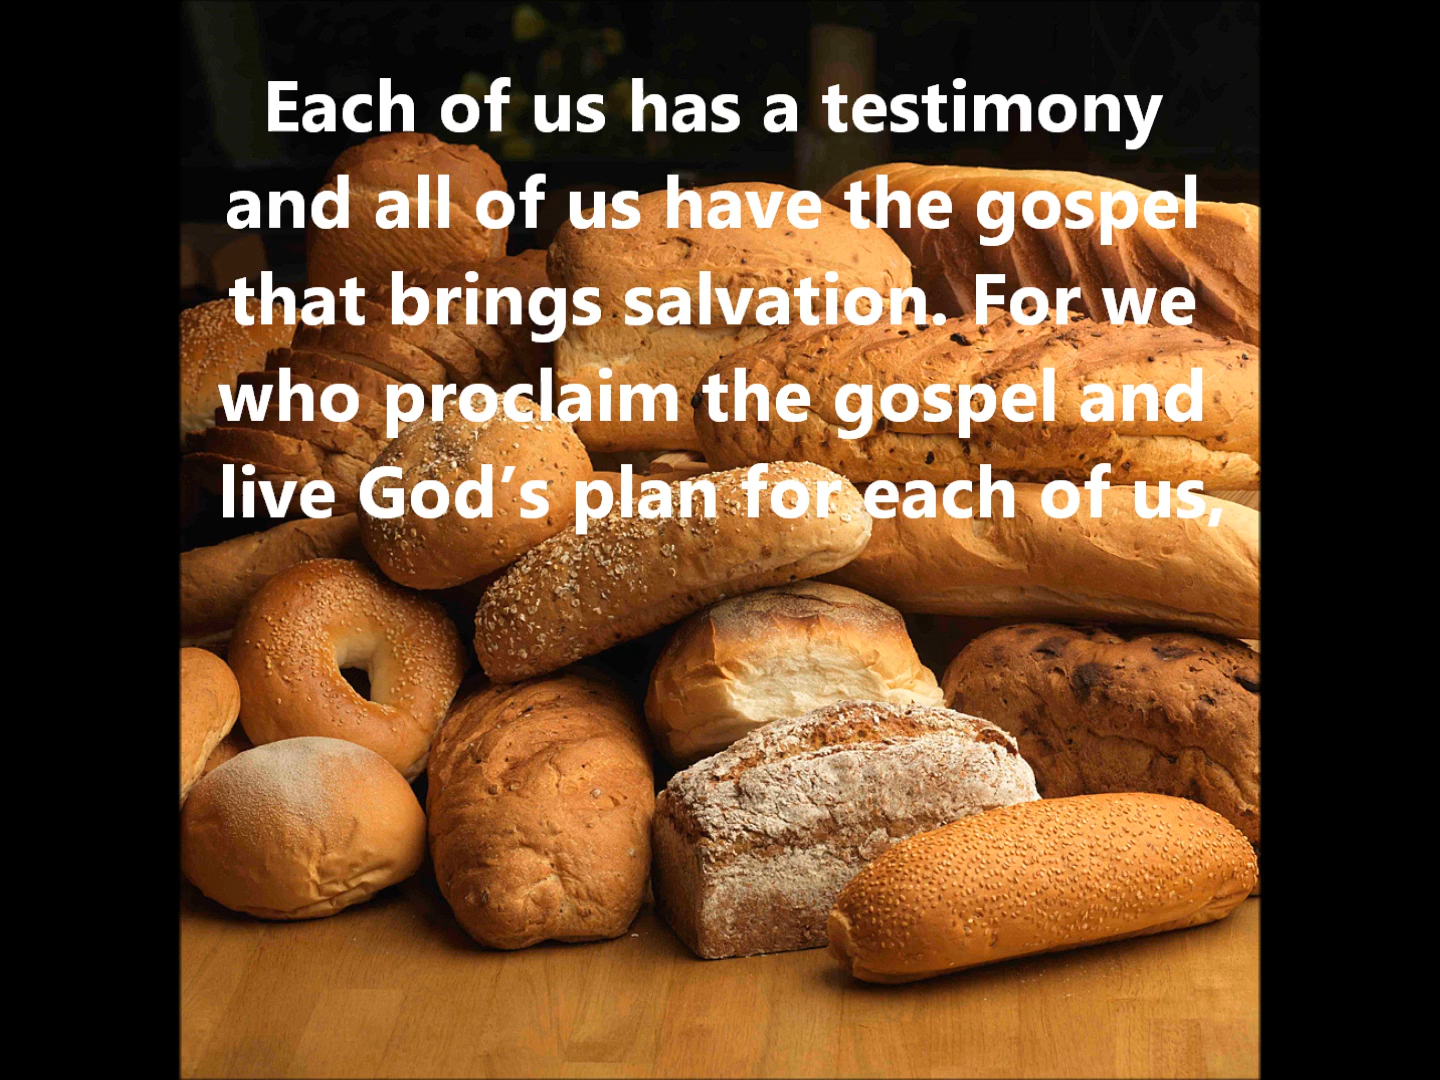 Each of us has a testimony
and all of us have the gospel
that brings salvation. For we
who proclaim the gospel and
live God’s plan for each of us,